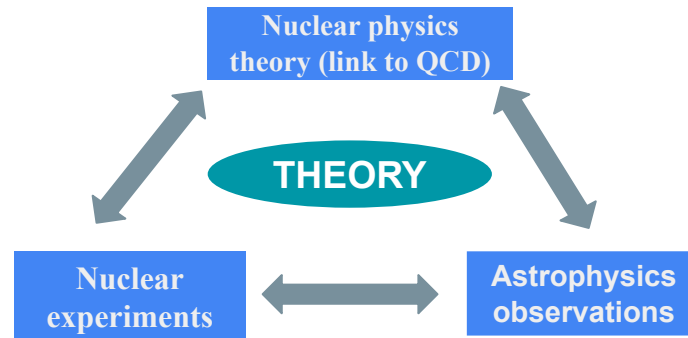 Nuclear physics
theory (link to QCD)
THEORY
Nuclear
experiments
Astrophysics
observations